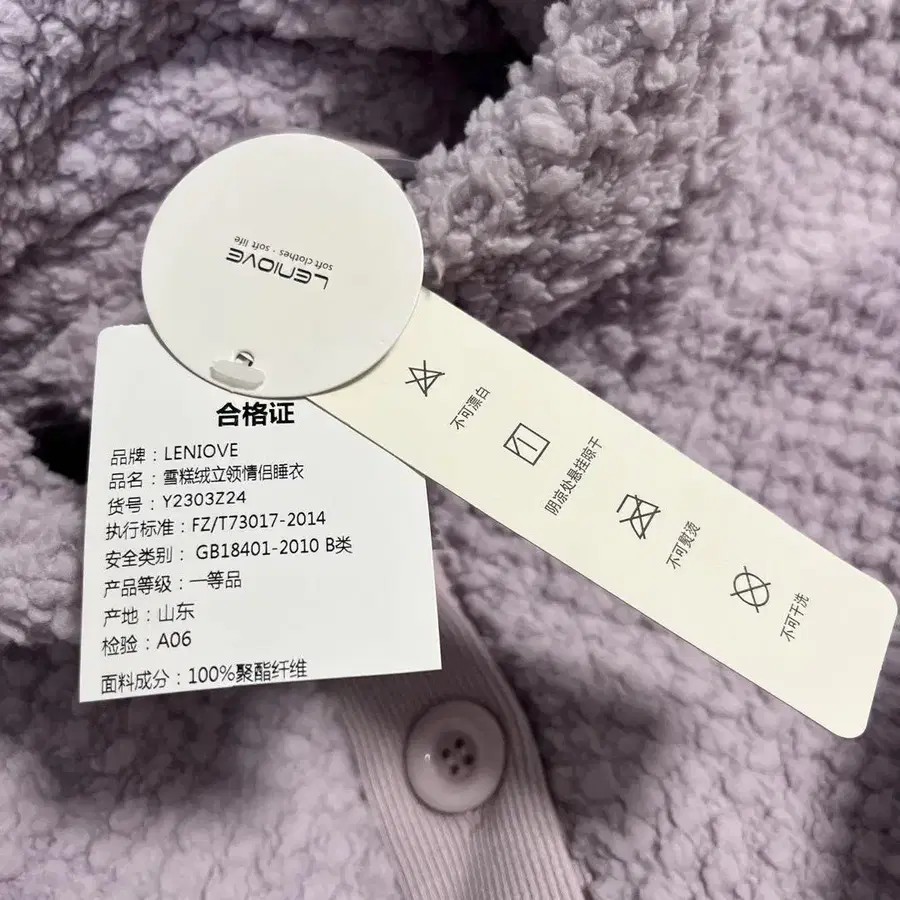 LENIOVE
soft clothes · soft life
合格证
品牌：LENIOVE
品名：雪糕绒立领情侣睡衣
货号：Y2303Z24
执行标准：FZ/T73017-2014
安全类别： GB18401-2010 B类
产品等级：一等品
产地：山东
检验：A06
面料成分：100%聚酯纤维
不可漂白
阴凉处悬挂晾干
不可熨烫
不可干洗